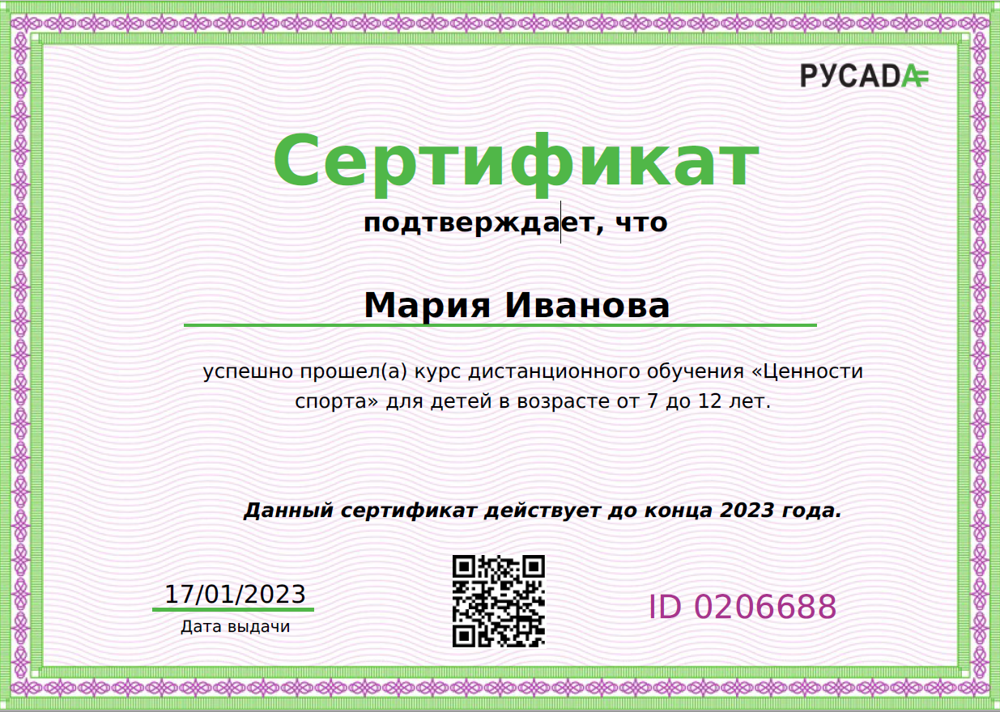 РУСАDA
Сертификат
подтверждает, что
Мария Иванова
успешно прошел(а) курс дистанционного обучения «Ценности
спорта» для детей в возрасте от 7 до 12 лет.
Данный сертификат действует до конца 2023 года.
17/01/2023
Дата выдачи
ID 0206688